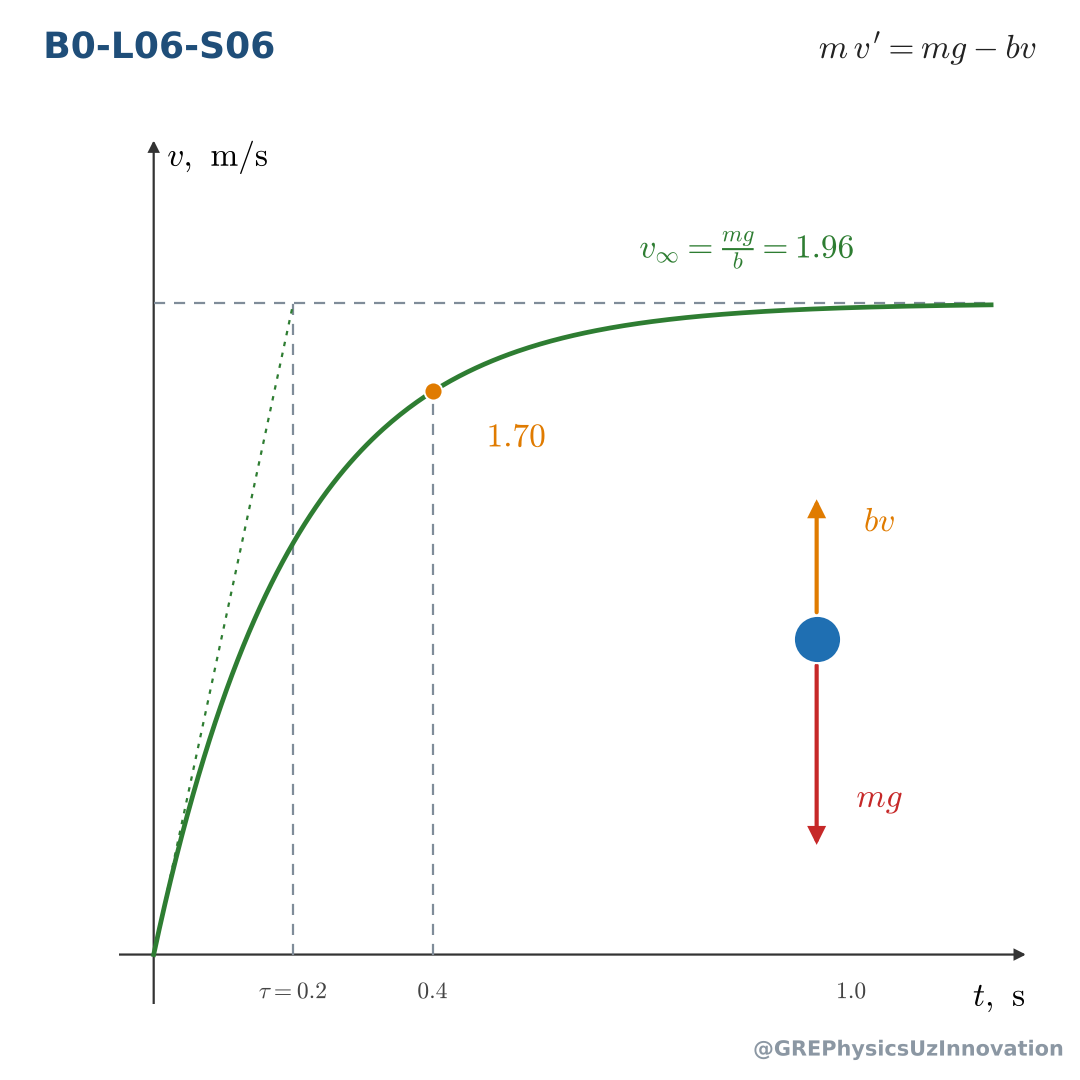 B0-L06-S06
m v′ = mg − bv
v, m/s
v∞ = mg/b = 1.96
1.70
bv
mg
τ = 0.2
0.4
1.0
t, s
@GREPhysicsUzInnovation